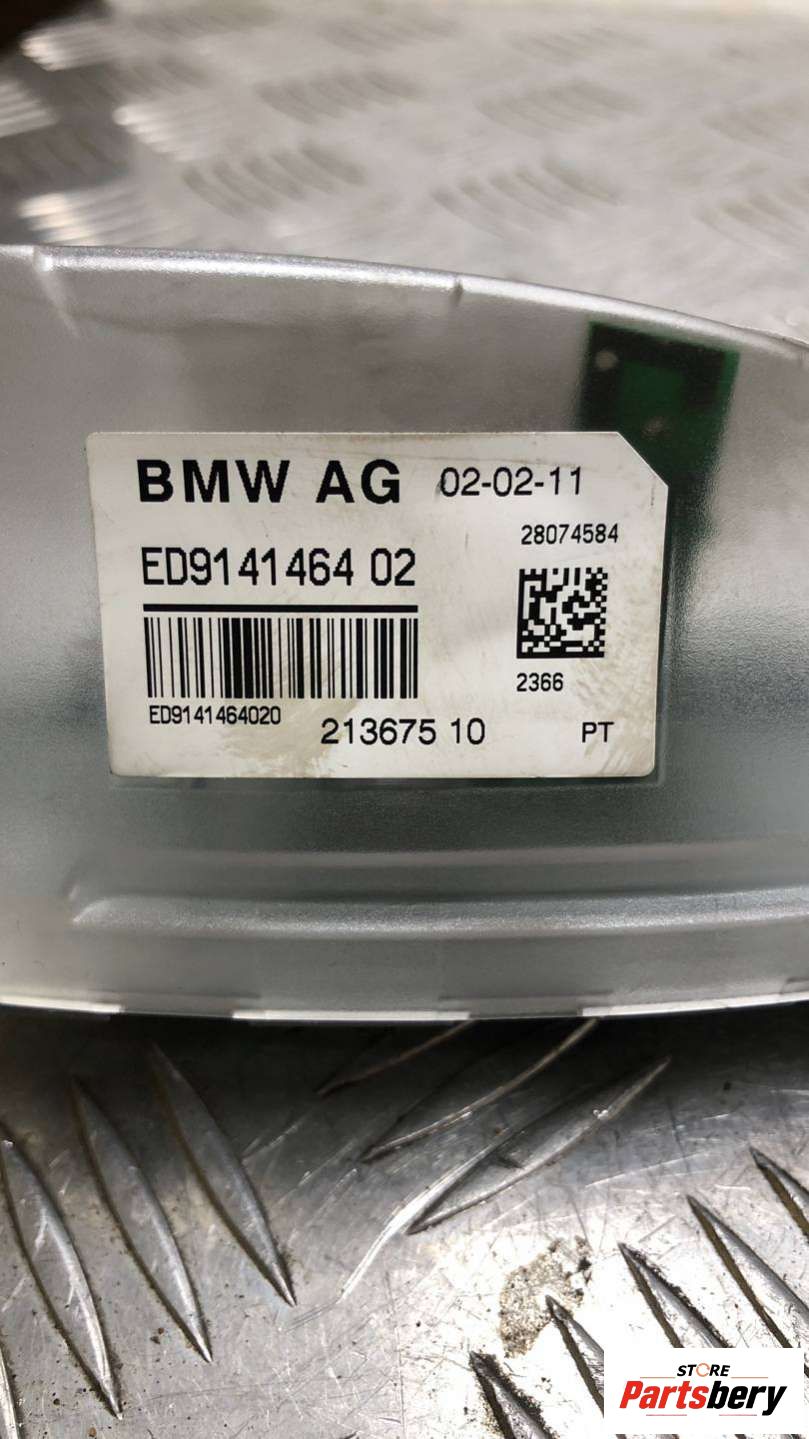 BMW AG 02-02-11
28074584
ED9141464 02
2366
ED9141464020
213675 10
PT
STORE
Partsbery